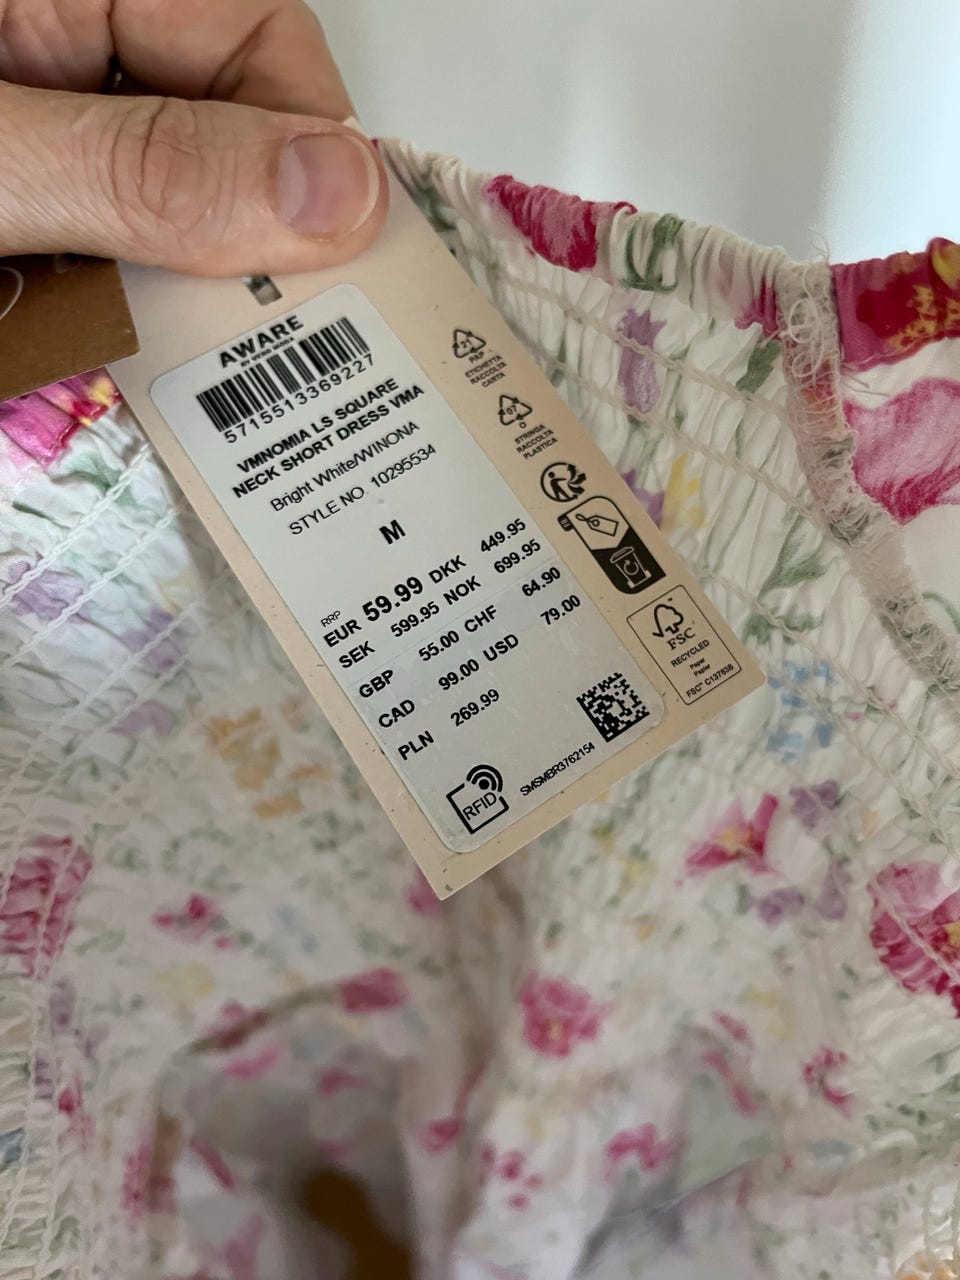 AWARE
BY VERO MODA
5715513369227
VMNOMIA LS SQUARE
NECK SHORT DRESS VMA
Bright White/WINONA
STYLE NO. 10295534
M
RRP
EUR 59.99 DKK 449.95
SEK 599.95 NOK 699.95
GBP 55.00 CHF 64.90
CAD 99.00 USD 79.00
PLN 269.99
RFID
SMSMBR3762154
21
PAP
ETICHETTA
RACCOLTA
CARTA
07
O
STRINGA
RACCOLTA
PLASTICA
FSC
RECYCLED
Paper
Papier
FSC® C137638